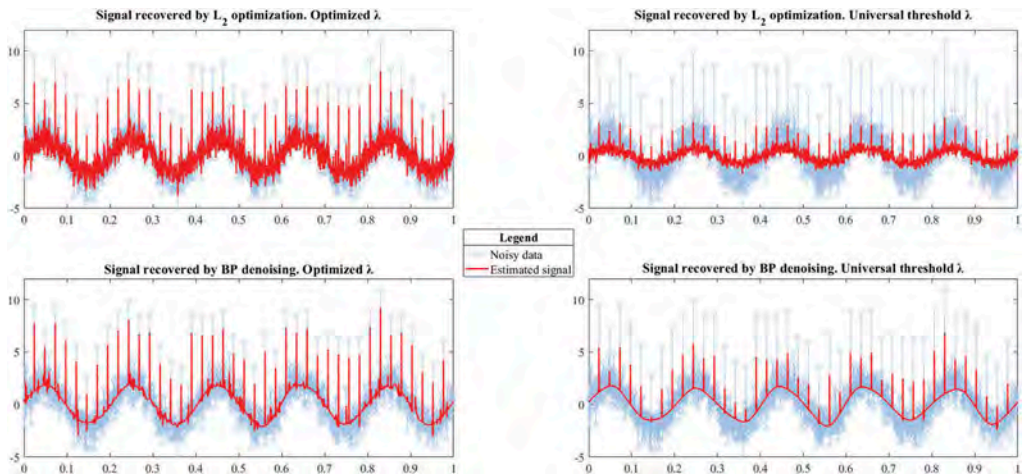 Signal recovered by L2 optimization. Optimized λ
10
5
0
-5
0 0.1 0.2 0.3 0.4 0.5 0.6 0.7 0.8 0.9 1
Signal recovered by L2 optimization. Universal threshold λ
10
5
0
-5
0 0.1 0.2 0.3 0.4 0.5 0.6 0.7 0.8 0.9 1
Legend
Noisy data
Estimated signal
Signal recovered by BP denoising. Optimized λ
10
5
0
-5
0 0.1 0.2 0.3 0.4 0.5 0.6 0.7 0.8 0.9 1
Signal recovered by BP denoising. Universal threshold λ
10
5
0
-5
0 0.1 0.2 0.3 0.4 0.5 0.6 0.7 0.8 0.9 1